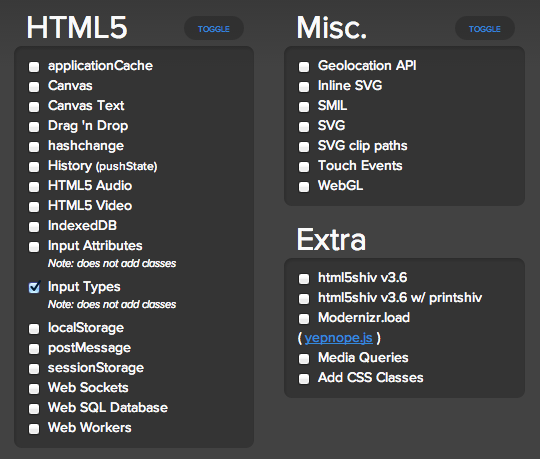 HTML5
TOGGLE
applicationCache
Canvas
Canvas Text
Drag 'n Drop
hashchange
History (pushState)
HTML5 Audio
HTML5 Video
IndexedDB
Input Attributes
Note: does not add classes
Input Types
Note: does not add classes
localStorage
postMessage
sessionStorage
Web Sockets
Web SQL Database
Web Workers
Misc.
TOGGLE
Geolocation API
Inline SVG
SMIL
SVG
SVG clip paths
Touch Events
WebGL
Extra
html5shiv v3.6
html5shiv v3.6 w/ printshiv
Modernizr.load
( yepnope.js )
Media Queries
Add CSS Classes